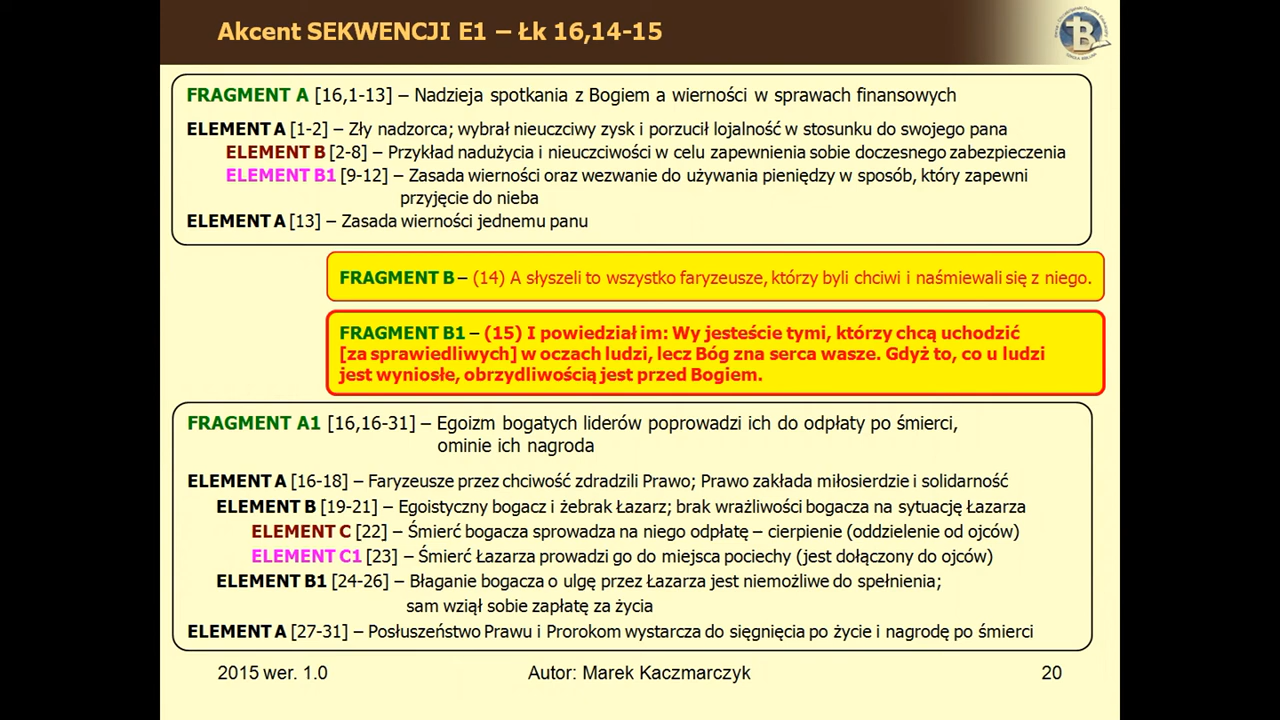 Akcent SEKWENCJI E1 – Łk 16,14-15
FRAGMENT A [16,1-13] – Nadzieja spotkania z Bogiem a wierności w sprawach finansowych
ELEMENT A [1-2] – Zły nadzorca; wybrał nieuczciwy zysk i porzucił lojalność w stosunku do swojego pana
ELEMENT B [2-8] – Przykład nadużycia i nieuczciwości w celu zapewnienia sobie doczesnego zabezpieczenia
ELEMENT B1 [9-12] – Zasada wierności oraz wezwanie do używania pieniędzy w sposób, który zapewni
przyjęcie do nieba
ELEMENT A [13] – Zasada wierności jednemu panu
FRAGMENT B – (14) A słyszeli to wszystko faryzeusze, którzy byli chciwi i naśmiewali się z niego.
FRAGMENT B1 – (15) I powiedział im: Wy jesteście tymi, którzy chcą uchodzić
[za sprawiedliwych] w oczach ludzi, lecz Bóg zna serca wasze. Gdyż to, co u ludzi
jest wyniosłe, obrzydliwością jest przed Bogiem.
FRAGMENT A1 [16,16-31] – Egoizm bogatych liderów poprowadzi ich do odpłaty po śmierci,
ominie ich nagroda
ELEMENT A [16-18] – Faryzeusze przez chciwość zdradzili Prawo; Prawo zakłada miłosierdzie i solidarność
ELEMENT B [19-21] – Egoistyczny bogacz i żebrak Łazarz; brak wrażliwości bogacza na sytuację Łazarza
ELEMENT C [22] – Śmierć bogacza sprowadza na niego odpłatę – cierpienie (oddzielenie od ojców)
ELEMENT C1 [23] – Śmierć Łazarza prowadzi go do miejsca pociechy (jest dołączony do ojców)
ELEMENT B1 [24-26] – Błaganie bogacza o ulgę przez Łazarza jest niemożliwe do spełnienia;
sam wziął sobie zapłatę za życia
ELEMENT A [27-31] – Posłuszeństwo Prawu i Prorokom wystarcza do sięgnięcia po życie i nagrodę po śmierci
2015 wer. 1.0
Autor: Marek Kaczmarczyk
20